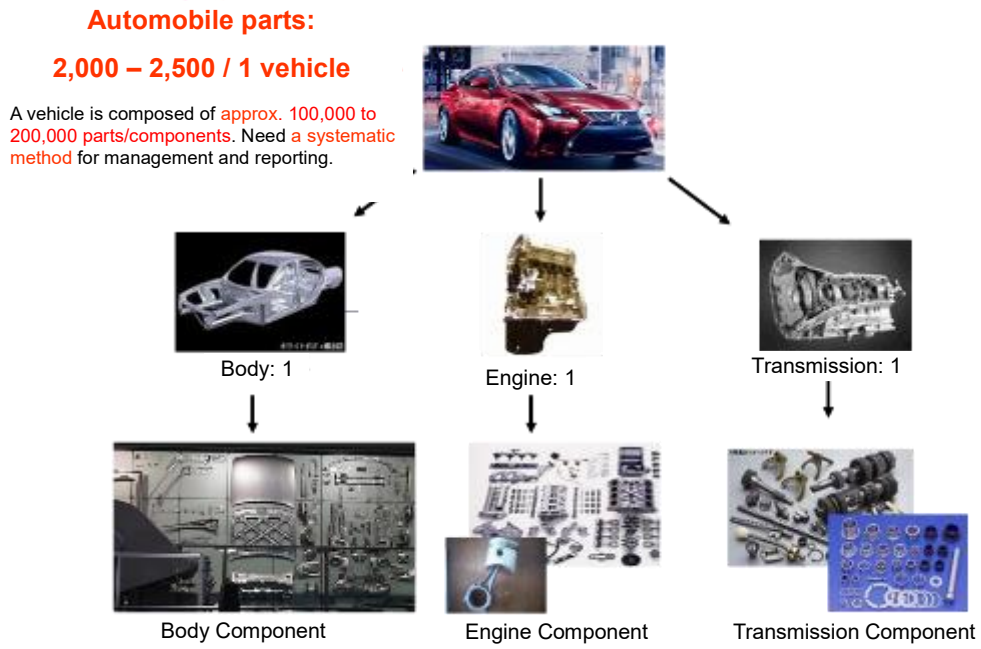 Automobile parts:
2,000 – 2,500 / 1 vehicle
A vehicle is composed of approx. 100,000 to
200,000 parts/components. Need a systematic
method for management and reporting.
Body: 1
Engine: 1
Transmission: 1
Body Component
Engine Component
Transmission Component